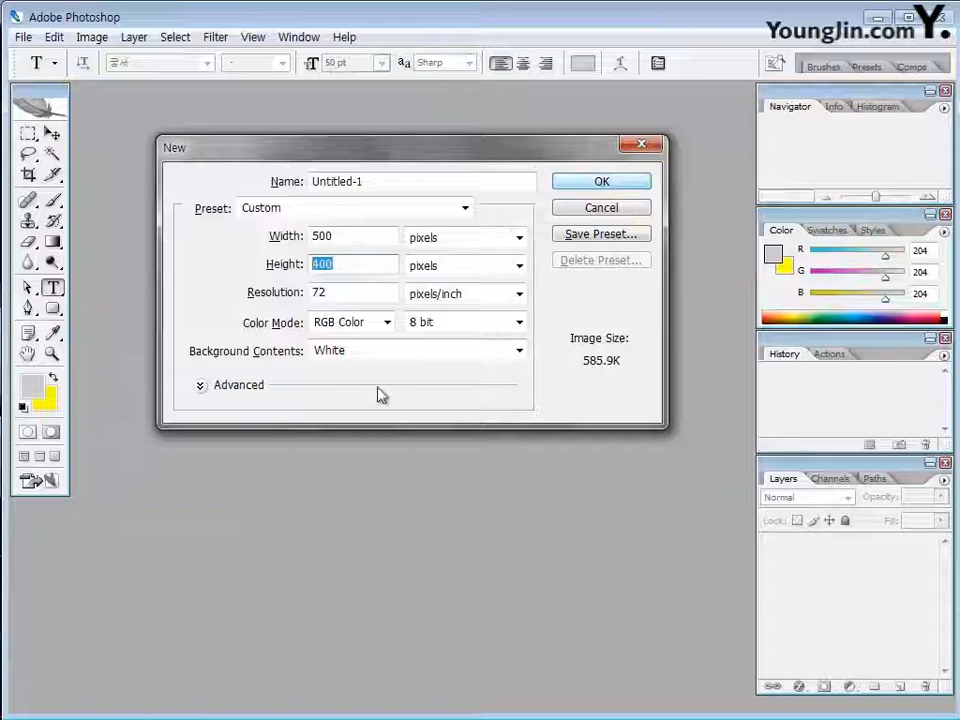 Adobe Photoshop
YoungJin.com Y.
File Edit Image Layer Select Filter View Window Help
T 굴서 - T 50 pt aa Sharp Brushes Presets Comps
Navigator Info Histogram
New
Name: Untitled-1 OK
Preset: Custom Cancel
Width: 500 pixels Save Preset...
Height: 400 pixels Delete Preset...
Resolution: 72 pixels/inch
Color Mode: RGB Color 8 bit
Background Contents: White
Image Size:
585.9K
Advanced
Color Swatches Styles
R 204
G 204
B 204
History Actions
Layers Channels Paths
Normal Opacity:
Lock: Fill: